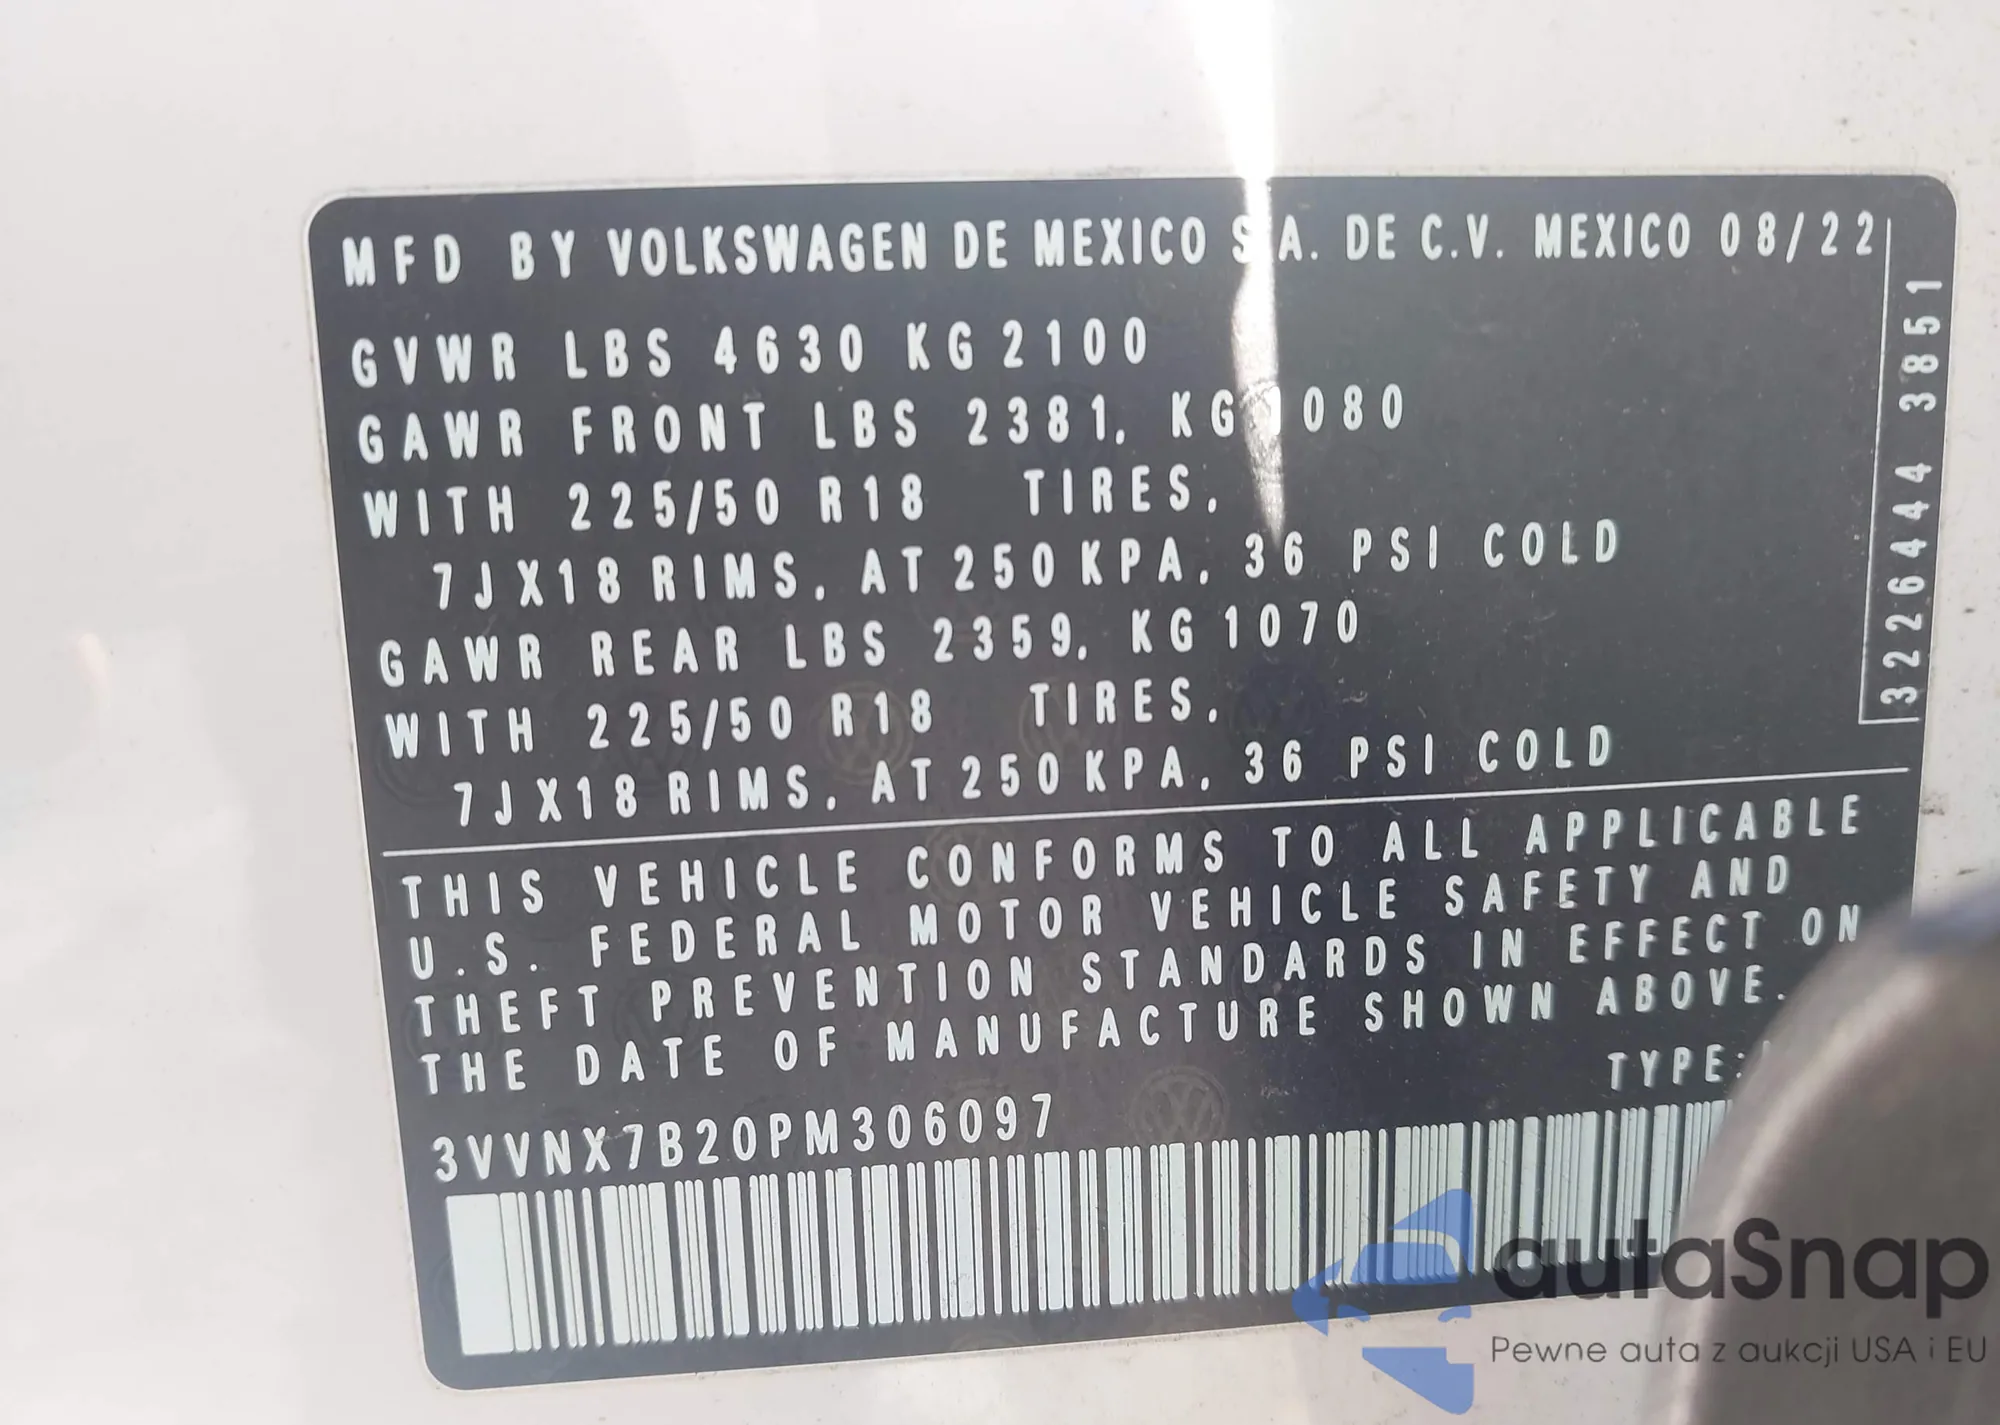 MFD BY VOLKSWAGEN DE MEXICO S.A. DE C.V. MEXICO 08/22
GVWR LBS 4630 KG 2100
GAWR FRONT LBS 2381, KG 1080
WITH 225/50 R18 TIRES,
7JX18 RIMS, AT 250 KPA, 36 PSI COLD
GAWR REAR LBS 2359, KG 1070
WITH 225/50 R18 TIRES,
7JX18 RIMS, AT 250 KPA, 36 PSI COLD
3226444 3851
THIS VEHICLE CONFORMS TO ALL APPLICABLE
U.S. FEDERAL MOTOR VEHICLE SAFETY AND
THEFT PREVENTION STANDARDS IN EFFECT ON
THE DATE OF MANUFACTURE SHOWN ABOVE.
TYPE:
3VVNX7B20PM306097
autaSnap
Pewne auta z aukcji USA i EU